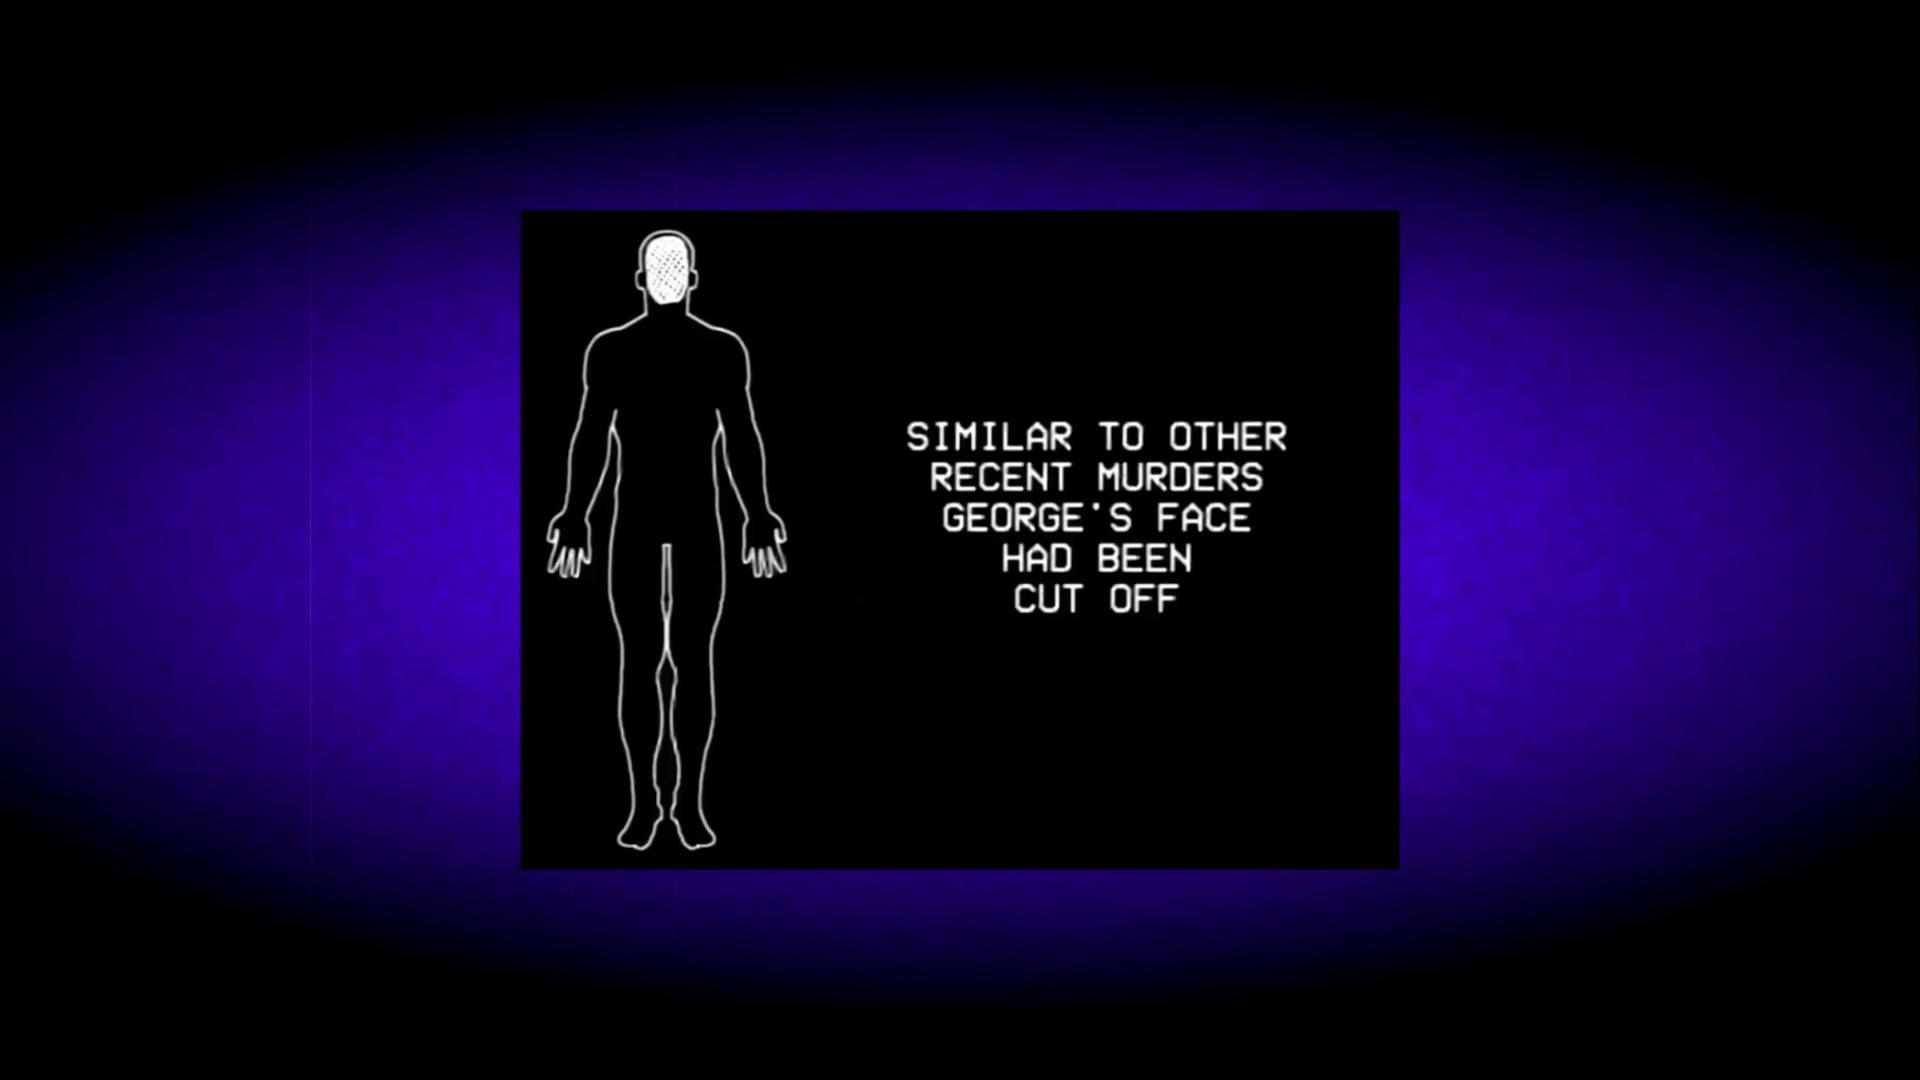 SIMILAR TO OTHER
RECENT MURDERS
GEORGE'S FACE
HAD BEEN
CUT OFF